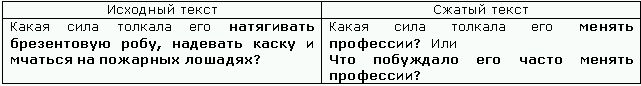 Исходный текст
Сжатый текст
Какая сила толкала его натягивать
брезентовую робу, надевать каску и
мчаться на пожарных лошадях?
Какая сила толкала его менять
профессии? Или
Что побуждало его часто менять
профессии?